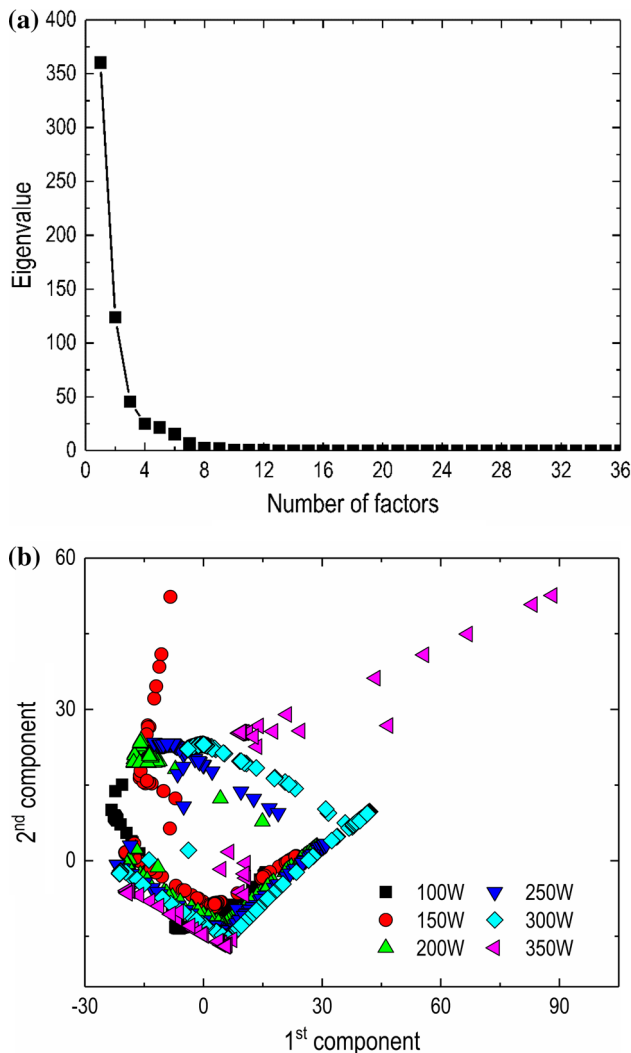 (a)
400
350
300
250
200
150
100
50
0
Eigenvalue
0 4 8 12 16 20 24 28 32 36
Number of factors
(b)
60
30
0
2nd component
100W 250W
150W 300W
200W 350W
-30 0 30 60 90
1st component